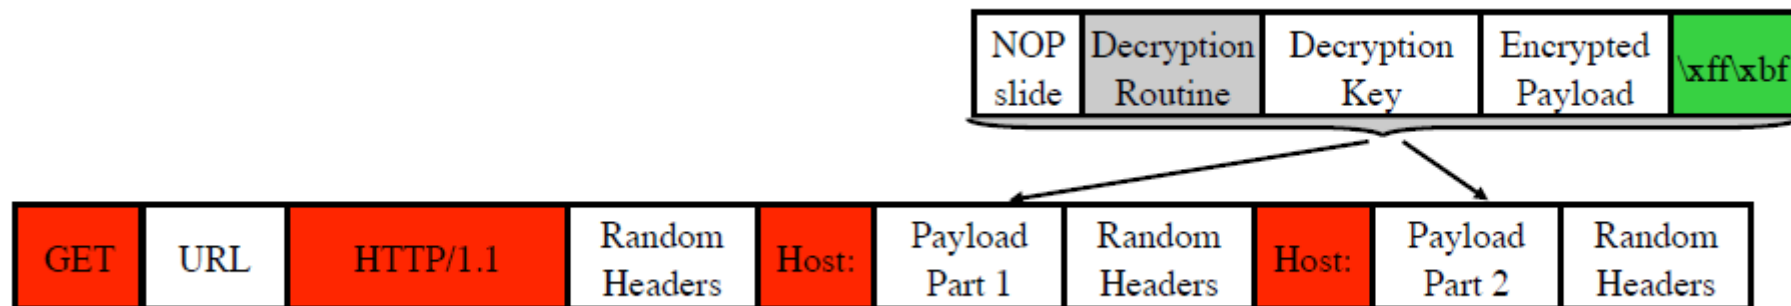 NOP Decryption Decryption Encrypted \xff\xbf
slide Routine Key Payload
GET URL HTTP/1.1 Random Headers Host: Payload Part 1 Random Headers Host: Payload Part 2 Random Headers